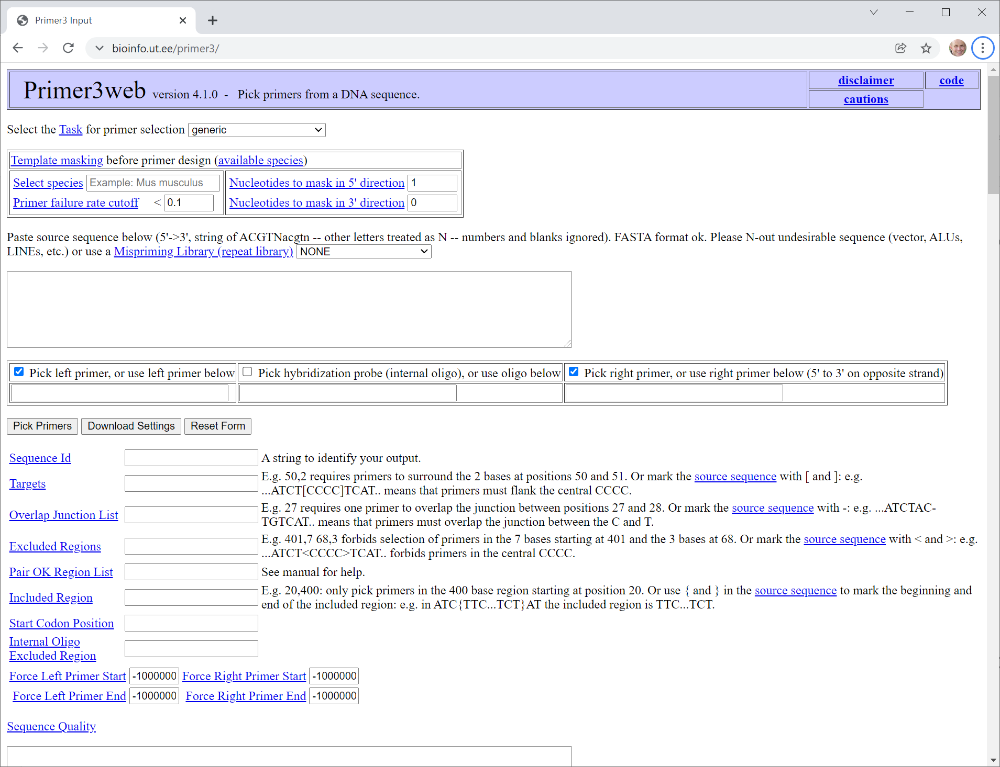 Primer3 Input
bioinfo.ut.ee/primer3/
Primer3web version 4.1.0 - Pick primers from a DNA sequence.
disclaimer code
cautions
Select the Task for primer selection generic
Template masking before primer design (available species)
Select species Example: Mus musculus Nucleotides to mask in 5' direction 1
Primer failure rate cutoff < 0.1 Nucleotides to mask in 3' direction 0
Paste source sequence below (5'->3', string of ACGTNacgtn -- other letters treated as N -- numbers and blanks ignored). FASTA format ok. Please N-out undesirable sequence (vector, ALUs,
LINEs, etc.) or use a Mispriming Library (repeat library) NONE
Pick left primer, or use left primer below Pick hybridization probe (internal oligo), or use oligo below Pick right primer, or use right primer below (5' to 3' on opposite strand)
Pick Primers Download Settings Reset Form
Sequence Id A string to identify your output.
Targets E.g. 50,2 requires primers to surround the 2 bases at positions 50 and 51. Or mark the source sequence with [ and ]: e.g.
...ATCT[CCCC]TCAT.. means that primers must flank the central CCCC.
Overlap Junction List E.g. 27 requires one primer to overlap the junction between positions 27 and 28. Or mark the source sequence with -: e.g. ...ATCTAC-
TGTCAT.. means that primers must overlap the junction between the C and T.
Excluded Regions E.g. 401,7 68,3 forbids selection of primers in the 7 bases starting at 401 and the 3 bases at 68. Or mark the source sequence with < and >: e.g.
...ATCT<CCCC>TCAT.. forbids primers in the central CCCC.
Pair OK Region List See manual for help.
Included Region E.g. 20,400: only pick primers in the 400 base region starting at position 20. Or use { and } in the source sequence to mark the beginning and
end of the included region: e.g. in ATC{TTC...TCT}AT the included region is TTC...TCT.
Start Codon Position
Internal Oligo
Excluded Region
Force Left Primer Start -1000000 Force Right Primer Start -1000000
Force Left Primer End -1000000 Force Right Primer End -1000000
Sequence Quality